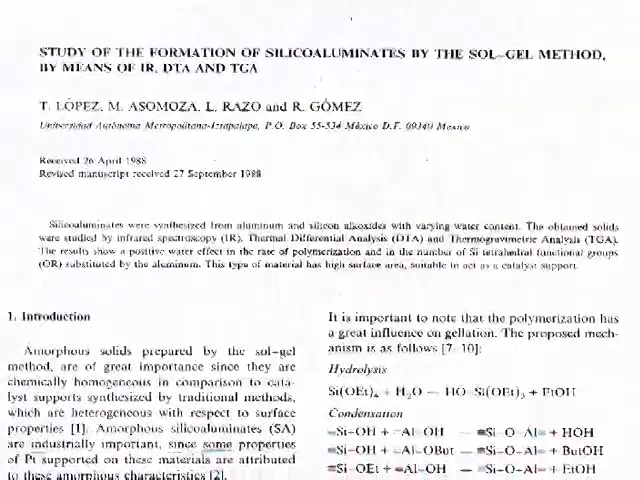 STUDY OF THE FORMATION OF SILICOALUMINATES BY THE SOL-GEL METHOD,
BY MEANS OF IR, DTA AND TGA
T. LÓPEZ, M. ASOMOZA, L. RAZO and R. GÓMEZ
Universidad Autónoma Metropolitana-Iztapalapa, P.O. Box 55-534 México D.F. 09340 Mexico
Received 26 April 1988
Revised manuscript received 27 September 1988
Silicoaluminates were synthesized from aluminum and silicon alkoxides with varying water content. The obtained solids
were studied by infrared spectroscopy (IR), Thermal Differential Analysis (DTA) and Thermogravimetric Analysis (TGA).
The results show a positive water effect in the rate of polymerization and in the number of Si tetrahedral functional groups
(OR) substituted by the aluminum. This type of material has high surface area, suitable to act as a catalyst support.
1. Introduction
Amorphous solids prepared by the sol-gel
method, are of great importance since they are
chemically homogeneous in comparison to cata-
lyst supports synthesized by traditional methods,
which are heterogeneous with respect to surface
properties [1]. Amorphous silicoaluminates (SA)
are industrially important, since some properties
of Pt supported on these materials are attributed
to these amorphous characteristics [2].
It is important to note that the polymerization has
a great influence on gellation. The proposed mech-
anism is as follows [7-10]:
Hydrolysis
Si(OEt)₄ + H₂O — HO-Si(OEt)₃ + EtOH
Condensation
≡Si-OH + =Al-OH — ≡Si-O-Al= + HOH
≡Si-OH + =Al-OBut — ≡Si-O-Al= + ButOH
≡Si-OEt + =Al-OH — ≡Si-O-Al= + EtOH